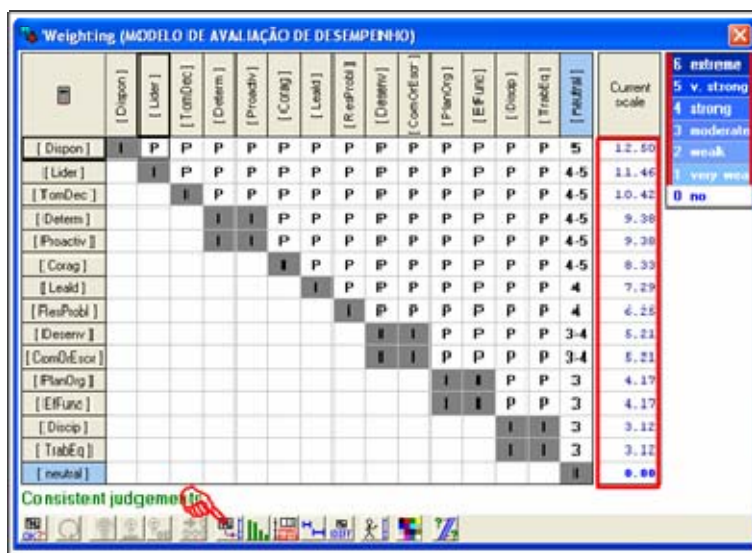 Weighting (MODELO DE AVALIAÇÃO DE DESEMPENHO)
[ Dispon ] [ Lider ] [ TomDec ] [ Determ ] [ Proactiv ] [ Corag ] [ Leald ] [ ResProbl ] [ Desenv ] [ ComOrEscr ] [ PlanOrg ] [ EfFunc ] [ Discip ] [ TrabEq ] [ neutral ] Current scale
[ Dispon ] I P P P P P P P P P P P P P 5 12.50
[ Lider ] I P P P P P P P P P P P P 4-5 11.46
[ TomDec ] I P P P P P P P P P P P 4-5 10.42
[ Determ ] I I P P P P P P P P P 4-5 9.38
[ Proactiv ] I I P P P P P P P P P 4-5 9.38
[ Corag ] I P P P P P P P P 4-5 8.33
[ Leald ] I P P P P P P P 4 7.29
[ ResProbl ] I P P P P P P 4 6.25
[ Desenv ] I I P P P P 3-4 5.21
[ ComOrEscr ] I I P P P P 3-4 5.21
[ PlanOrg ] I I P P 3 4.17
[ EfFunc ] I I P P 3 4.17
[ Discip ] I I 3 3.12
[ TrabEq ] I I 3 3.12
[ neutral ] I 0.00
6 extreme
5 v. strong
4 strong
3 moderate
2 weak
1 very wea
0 no
Consistent judgements